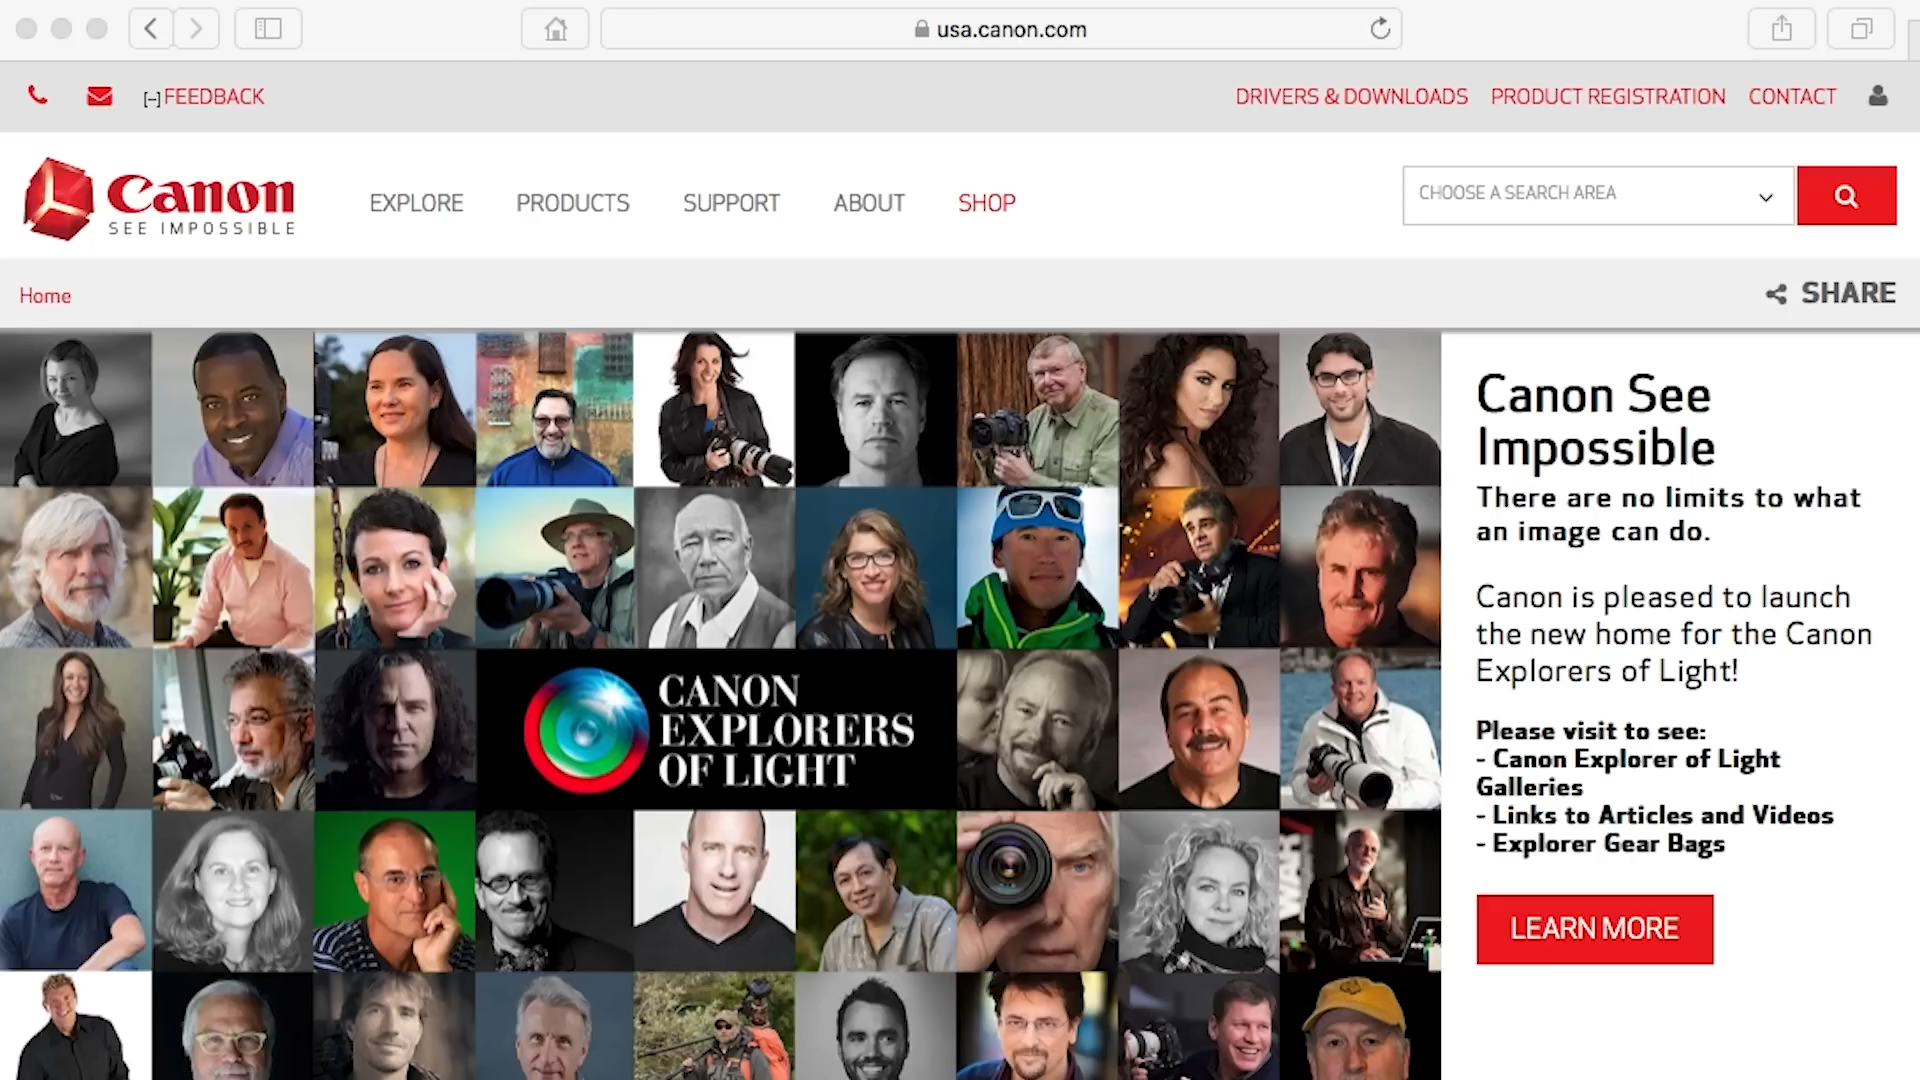 usa.canon.com
[–] FEEDBACK
DRIVERS & DOWNLOADS
PRODUCT REGISTRATION
CONTACT
Canon
SEE IMPOSSIBLE
EXPLORE
PRODUCTS
SUPPORT
ABOUT
SHOP
CHOOSE A SEARCH AREA
Home
SHARE
CANON
EXPLORERS
OF LIGHT
Canon See
Impossible
There are no limits to what
an image can do.
Canon is pleased to launch
the new home for the Canon
Explorers of Light!
Please visit to see:
- Canon Explorer of Light
Galleries
- Links to Articles and Videos
- Explorer Gear Bags
LEARN MORE